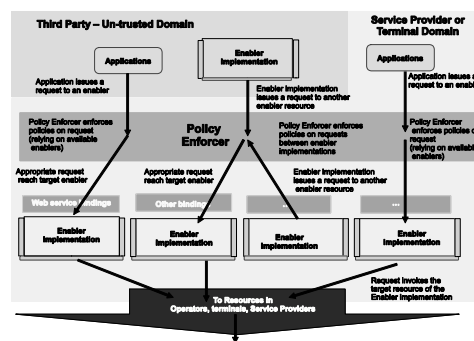 Third Party – Un-trusted Domain
Service Provider or
Terminal Domain
Applications
Enabler
Implementation
Applications
Application issues a
request to an enabler
Enabler Implementation
issues a request to another
enabler resource
Application issues a
request to an enabler
Policy Enforcer enforces
policies on request
(relying on available
enablers)
Policy
Enforcer
Policy Enforcer enforces
policies on requests
between enabler
implementations
Policy Enforcer
enforces policies on
request
(relying on available
enablers)
Appropriate request
reach target enabler
Appropriate request
reach target enabler
Enabler Implementation
issues a request to another
enabler resource
Web service bindings
Other bindings
...
...
Enabler
Implementation
Enabler
Implementation
Enabler
Implementation
Enabler
Implementation
Request invokes the
target resource of the
Enabler Implementation
To Resources in
Operators, terminals, Service Providers